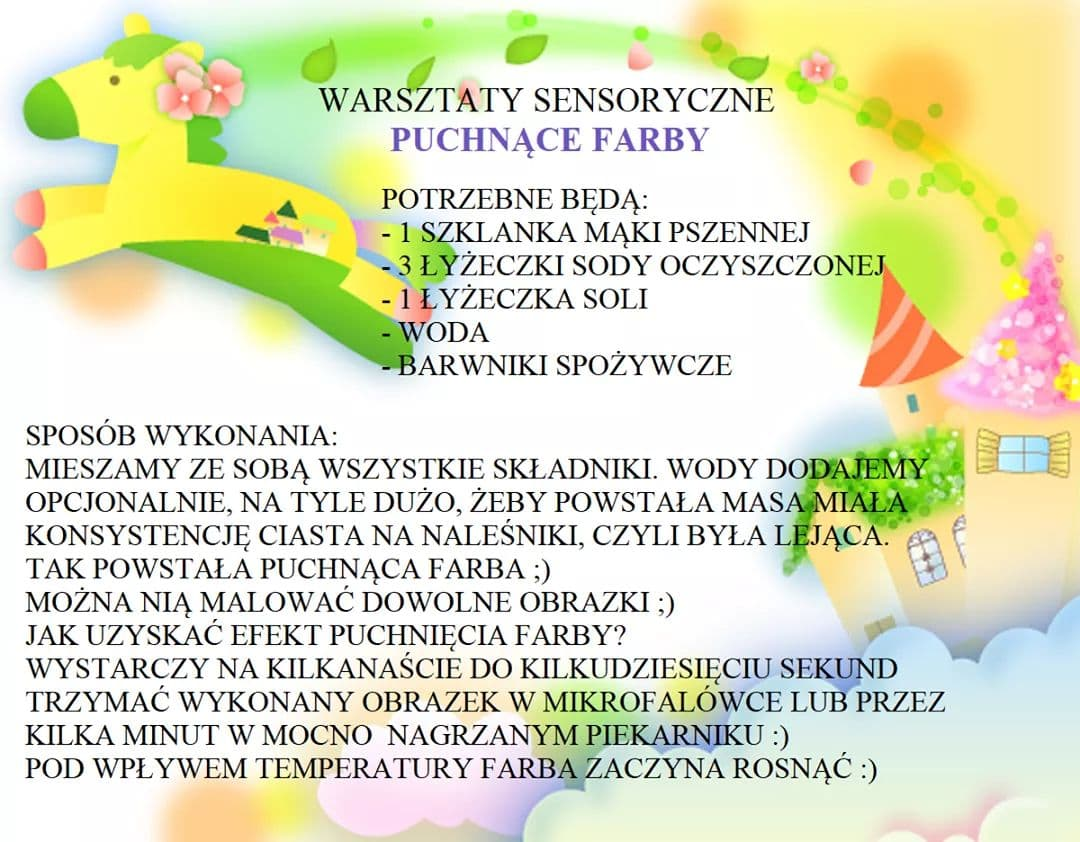 WARSZTATY SENSORYCZNE
PUCHNĄCE FARBY
POTRZEBNE BĘDĄ:
- 1 SZKLANKA MĄKI PSZENNEJ
- 3 ŁYŻECZKI SODY OCZYSZCZONEJ
- 1 ŁYŻECZKA SOLI
- WODA
- BARWNIKI SPOŻYWCZE
SPOSÓB WYKONANIA:
MIESZAMY ZE SOBĄ WSZYSTKIE SKŁADNIKI. WODY DODAJEMY
OPCJONALNIE, NA TYLE DUŻO, ŻEBY POWSTAŁA MASA MIAŁA
KONSYSTENCJĘ CIASTA NA NALEŚNIKI, CZYLI BYŁA LEJĄCA.
TAK POWSTAŁA PUCHNĄCA FARBA ;)
MOŻNA NIĄ MALOWAĆ DOWOLNE OBRAZKI ;)
JAK UZYSKAĆ EFEKT PUCHNIĘCIA FARBY?
WYSTARCZY NA KILKANAŚCIE DO KILKUDZIESIĘCIU SEKUND
TRZYMAĆ WYKONANY OBRAZEK W MIKROFALÓWCE LUB PRZEZ
KILKA MINUT W MOCNO NAGRZANYM PIEKARNIKU :)
POD WPŁYWEM TEMPERATURY FARBA ZACZYNA ROSNĄĆ :)